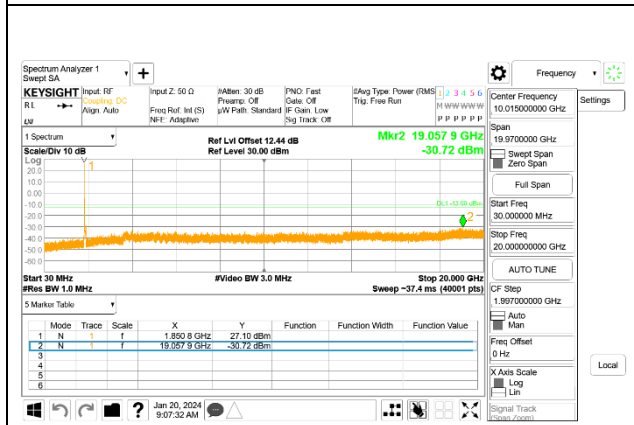 Spectrum Analyzer 1
Swept SA
+
Frequency
KEYSIGHT Input: RF Input Z: 50 Ω #Atten: 30 dB PNO: Fast #Avg Type: Power (RMS 1 2 3 4 5 6
RL Coupling: DC Preamp: Off Gate: Off Trig: Free Run M W W W W W
Align: Auto Freq Ref: Int (S) µW Path: Standard IF Gain: Low P P P P P P
NFE: Adaptive Sig Track: Off
1 Spectrum
Scale/Div 10 dB
Ref Lvl Offset 12.44 dB
Ref Level 30.00 dBm
Mkr2 19.057 9 GHz
-30.72 dBm
Log
20.0
10.0
0.00
-10.0
-20.0
-30.0
-40.0
-50.0
-60.0
1
DL1 -13.00 dBm
2
Start 30 MHz #Video BW 3.0 MHz Stop 20.000 GHz
#Res BW 1.0 MHz Sweep ~37.4 ms (40001 pts)
5 Marker Table
Mode Trace Scale X Y Function Function Width Function Value
1 N 1 f 1.850 8 GHz 27.10 dBm
2 N 1 f 19.057 9 GHz -30.72 dBm
3
4
5
6
? Jan 20, 2024
9:07:32 AM
Center Frequency
10.015000000 GHz
Settings
Span
19.9700000 GHz
Swept Span
Zero Span
Full Span
Start Freq
30.000000 MHz
Stop Freq
20.000000000 GHz
AUTO TUNE
CF Step
1.997000000 GHz
Auto
Man
Freq Offset
0 Hz
X Axis Scale
Log
Lin
Signal Track
(Span Zoom)
Local